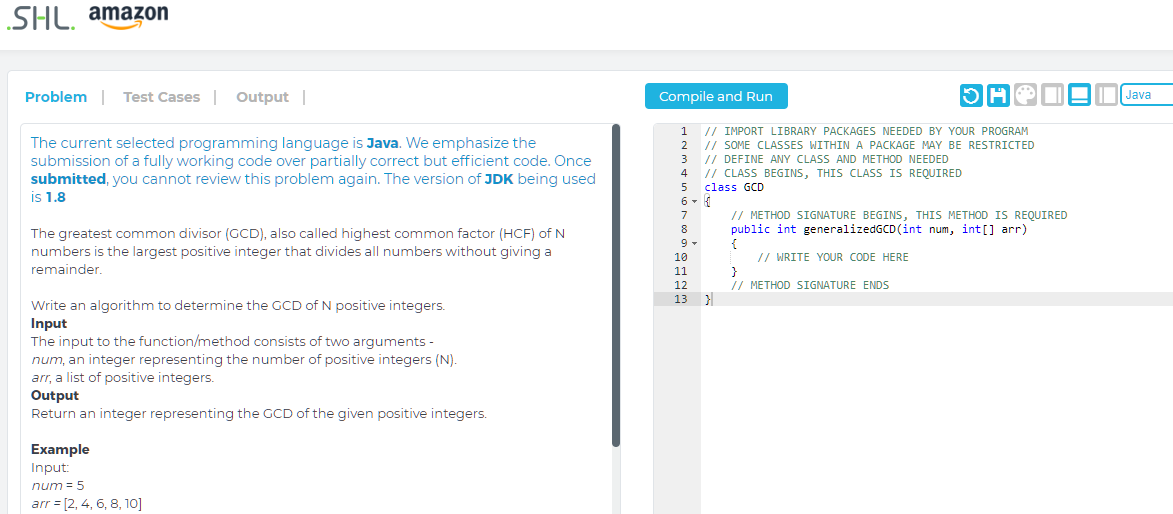 .SHL. amazon
Problem | Test Cases | Output |
Compile and Run
Java
The current selected programming language is Java. We emphasize the
submission of a fully working code over partially correct but efficient code. Once
submitted, you cannot review this problem again. The version of JDK being used
is 1.8
The greatest common divisor (GCD), also called highest common factor (HCF) of N
numbers is the largest positive integer that divides all numbers without giving a
remainder.
Write an algorithm to determine the GCD of N positive integers.
Input
The input to the function/method consists of two arguments -
num, an integer representing the number of positive integers (N).
arr, a list of positive integers.
Output
Return an integer representing the GCD of the given positive integers.
Example
Input:
num = 5
arr = [2, 4, 6, 8, 10]
1 // IMPORT LIBRARY PACKAGES NEEDED BY YOUR PROGRAM
2 // SOME CLASSES WITHIN A PACKAGE MAY BE RESTRICTED
3 // DEFINE ANY CLASS AND METHOD NEEDED
4 // CLASS BEGINS, THIS CLASS IS REQUIRED
5 class GCD
6 {
7 // METHOD SIGNATURE BEGINS, THIS METHOD IS REQUIRED
8 public int generalizedGCD(int num, int[] arr)
9 {
10 // WRITE YOUR CODE HERE
11 }
12 // METHOD SIGNATURE ENDS
13 }